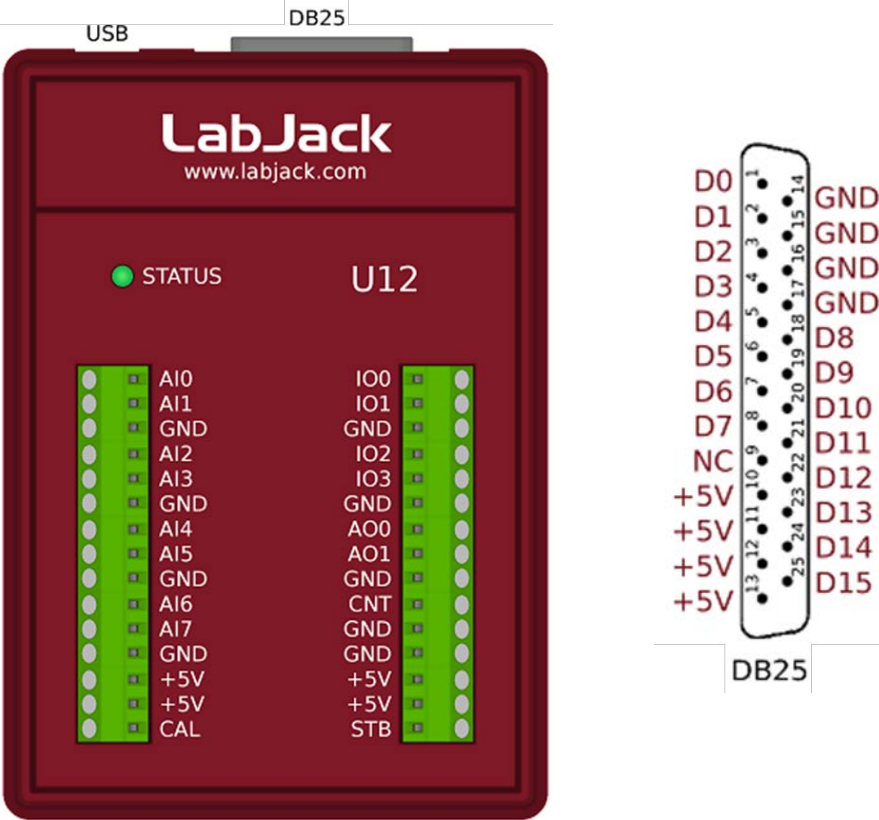 USB
DB25
LabJack
www.labjack.com
STATUS
U12
AI0
AI1
GND
AI2
AI3
GND
AI4
AI5
GND
AI6
AI7
GND
+5V
+5V
CAL
IO0
IO1
GND
IO2
IO3
GND
AO0
AO1
GND
CNT
GND
GND
+5V
+5V
STB
D0
D1
D2
D3
D4
D5
D6
D7
NC
+5V
+5V
+5V
+5V
1
2
3
4
5
6
7
8
9
10
11
12
13
14
15
16
17
18
19
20
21
22
23
24
25
GND
GND
GND
GND
D8
D9
D10
D11
D12
D13
D14
D15
DB25